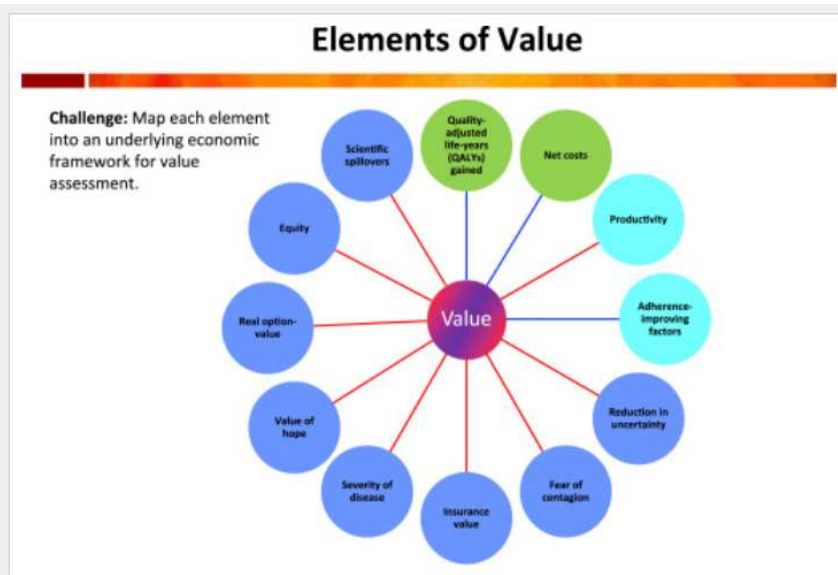 Elements of Value
Challenge: Map each element
into an underlying economic
framework for value
assessment.
Quality-
adjusted
life-years
(QALYs)
gained
Net costs
Productivity
Adherence-
improving
factors
Reduction in
uncertainty
Fear of
contagion
Insurance
value
Severity of
disease
Value of
hope
Real option-
value
Equity
Scientific
spillovers
Value